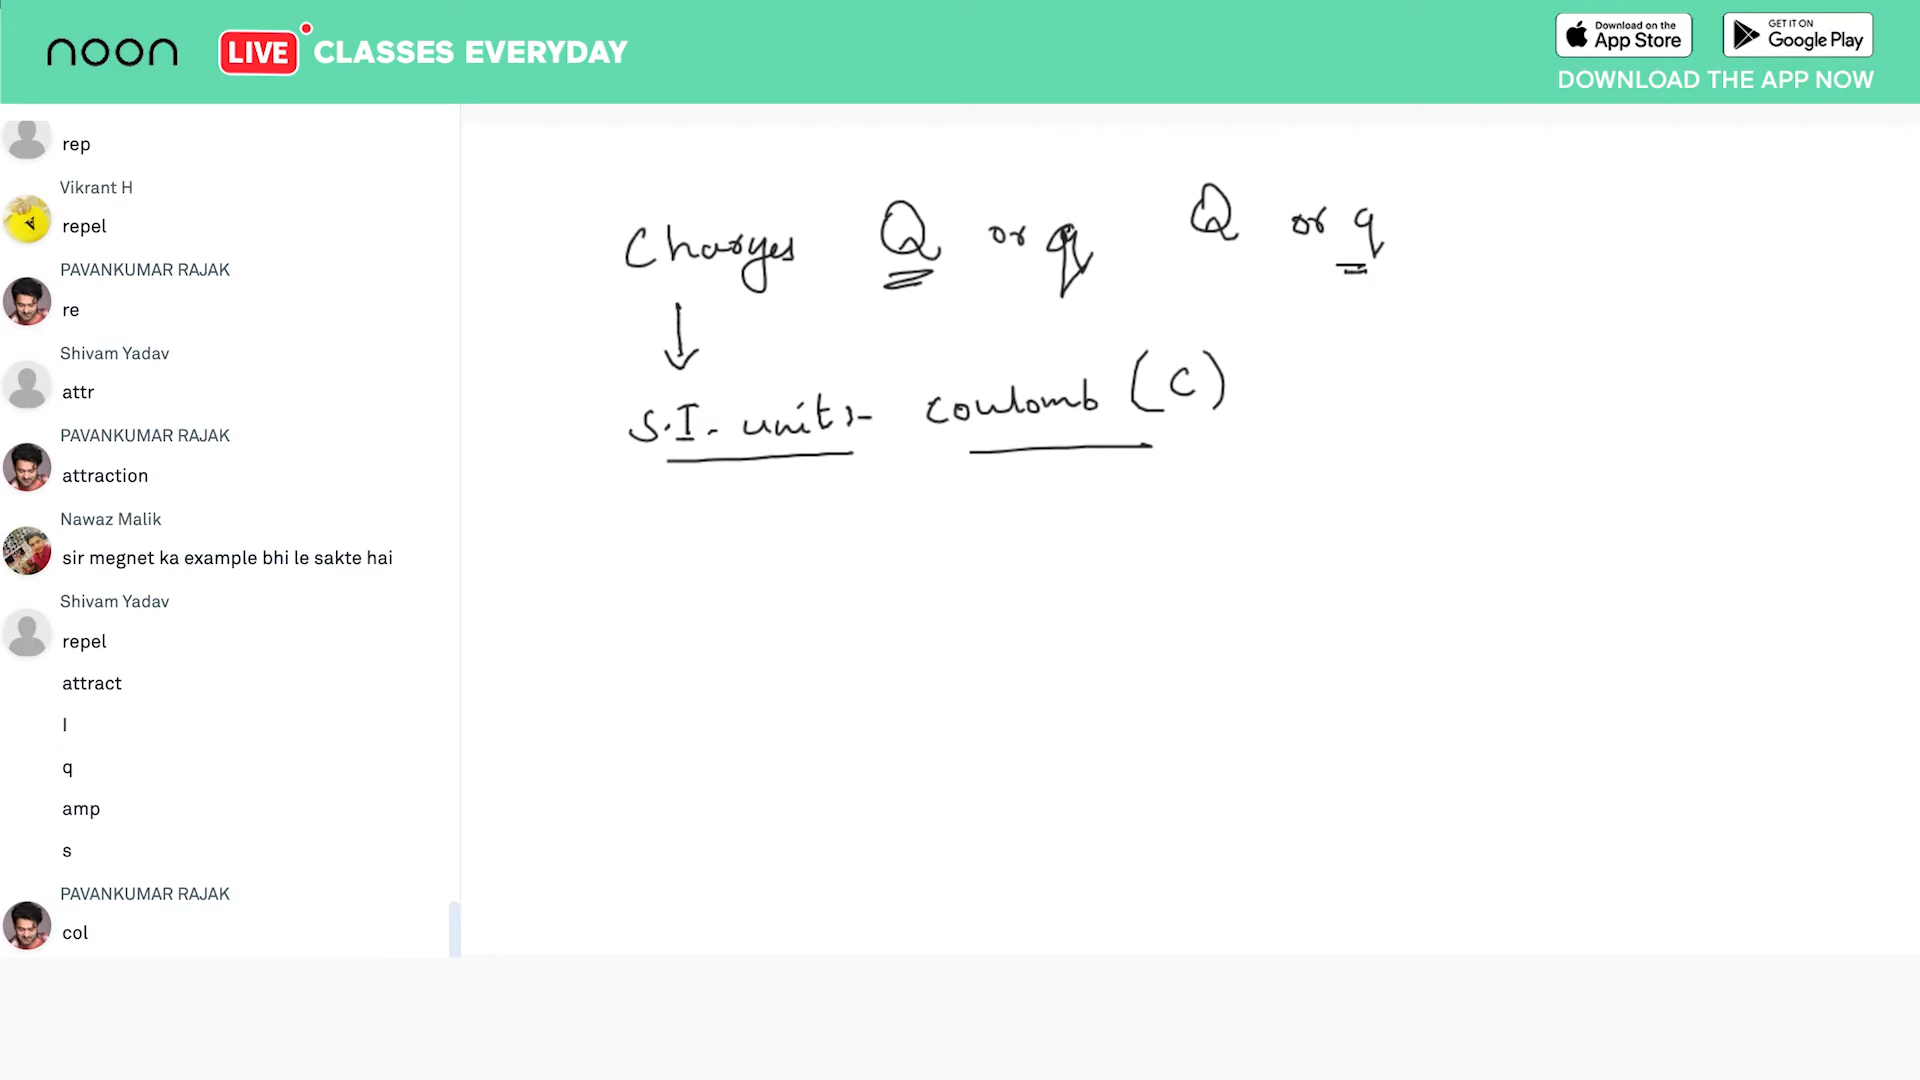 noon LIVE CLASSES EVERYDAY
Download on the App Store
GET IT ON Google Play
DOWNLOAD THE APP NOW
rep
Vikrant H
repel
PAVANKUMAR RAJAK
re
Shivam Yadav
attr
PAVANKUMAR RAJAK
attraction
Nawaz Malik
sir megnet ka example bhi le sakte hai
Shivam Yadav
repel
attract
I
q
amp
s
PAVANKUMAR RAJAK
col
Charges Q or q Q or q
S.I. units- coulomb (C)